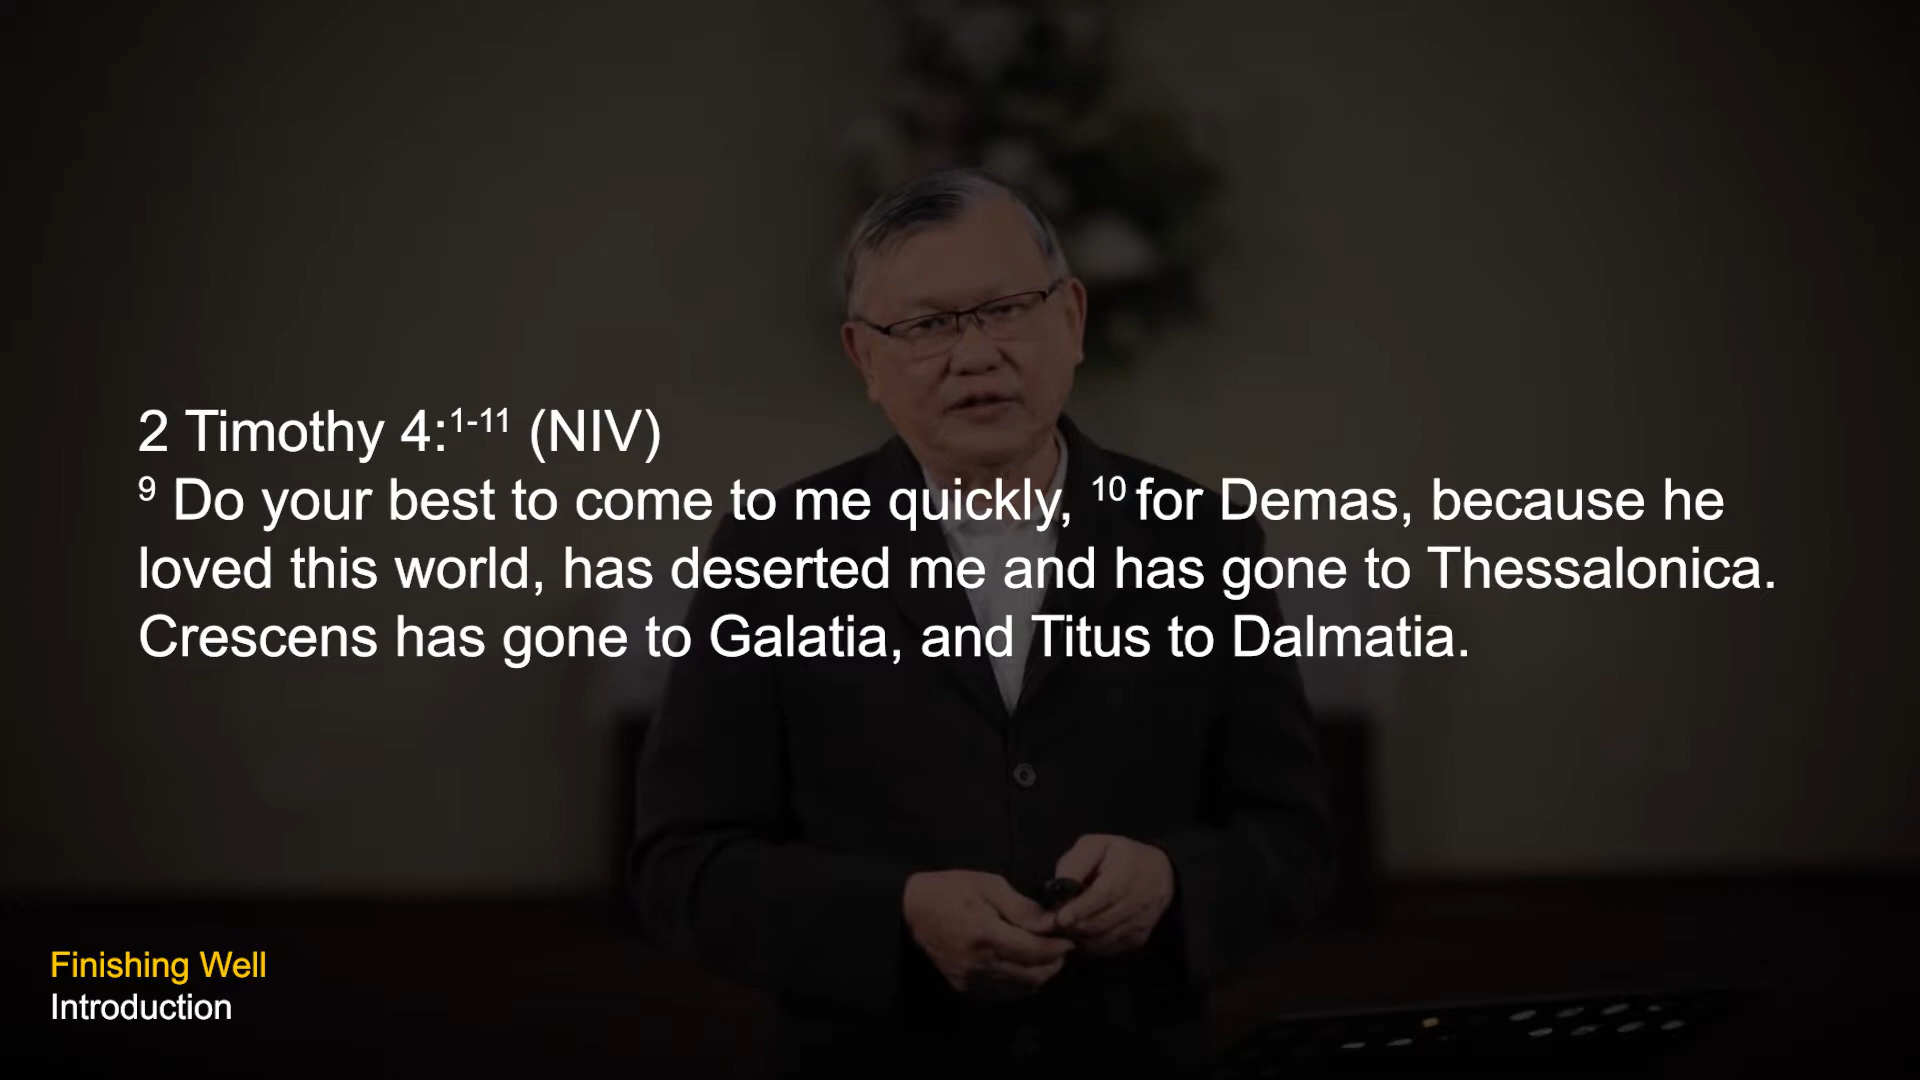 2 Timothy 4:1-11 (NIV)
9 Do your best to come to me quickly, 10 for Demas, because he
loved this world, has deserted me and has gone to Thessalonica.
Crescens has gone to Galatia, and Titus to Dalmatia.
Finishing Well
Introduction